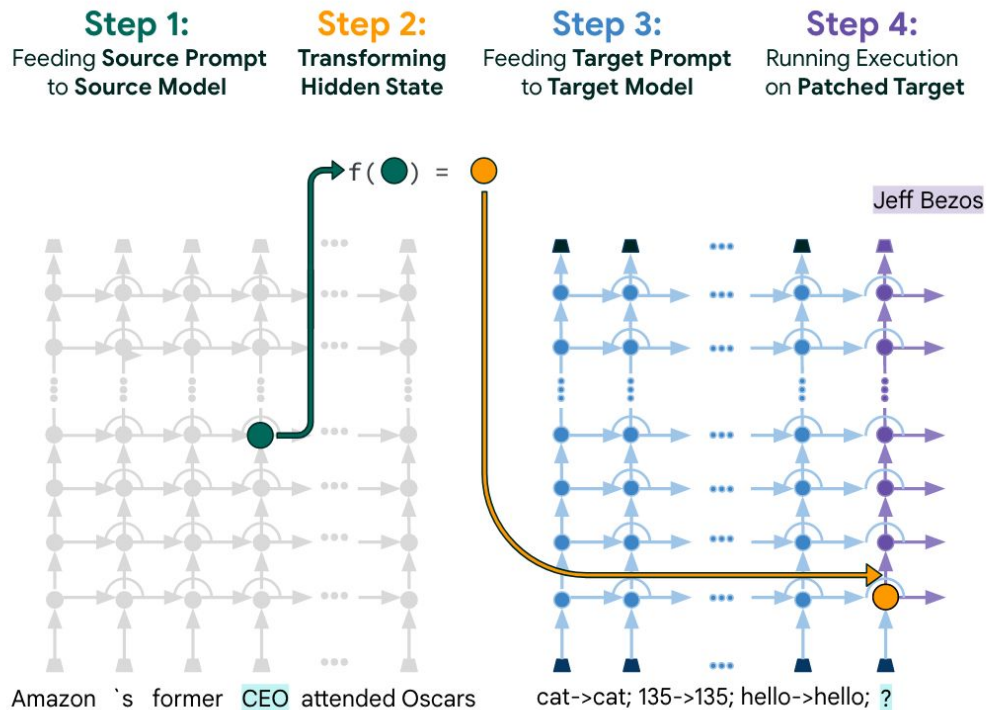 Step 1:
Feeding Source Prompt
to Source Model
Step 2:
Transforming
Hidden State
Step 3:
Feeding Target Prompt
to Target Model
Step 4:
Running Execution
on Patched Target
f( ) =
Jeff Bezos
Amazon `s former CEO attended Oscars
cat->cat; 135->135; hello->hello; ?